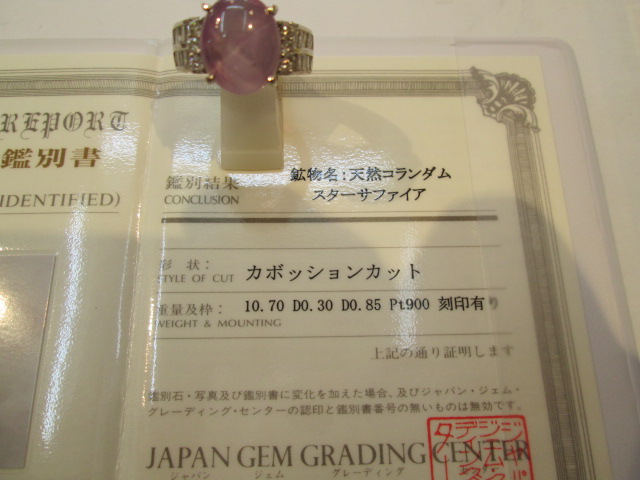 REPORT
鑑別書
IDENTIFIED)
鑑別結果
CONCLUSION
鉱物名:天然コランダム
スターサファイア
形 状:
STYLE OF CUT
カボッションカット
重量及枠:
WEIGHT & MOUNTING
10.70 D0.30 D0.85 Pt900 刻印有り
上記の通り証明します
鑑別石・写真及び鑑別書に変化を加えた場合、及びジャパン・ジェム・
グレーディング・センターの認印と鑑別書番号の無いものは無効です。
JAPAN GEM GRADING CENTER
ジャパン ジェム グレーディング